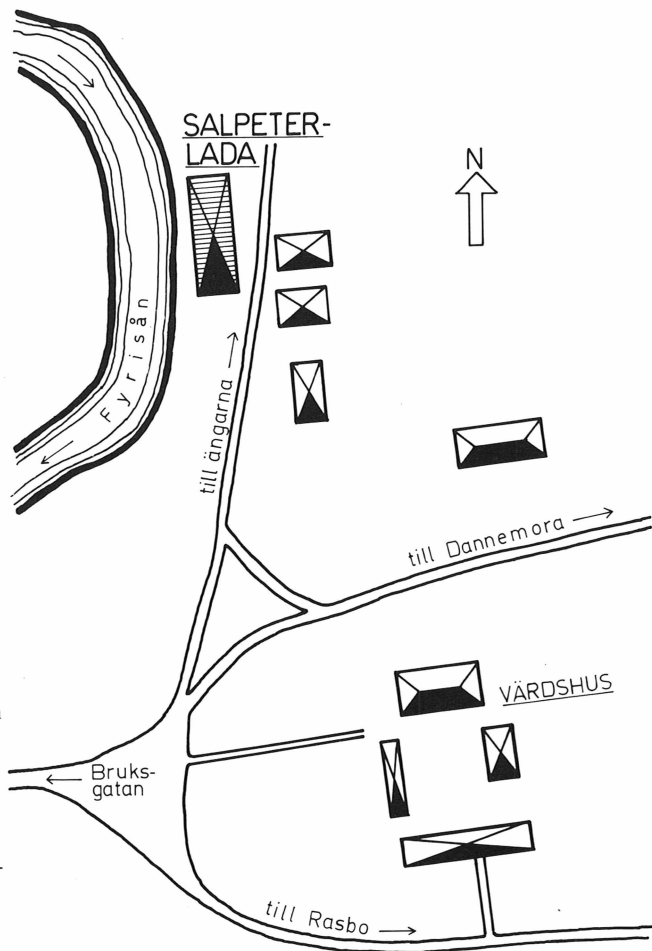 SALPETER-
LADA
N
Fyrisån
till ängarna
till Dannemora
VÄRDSHUS
Bruks-
gatan
till Rasbo